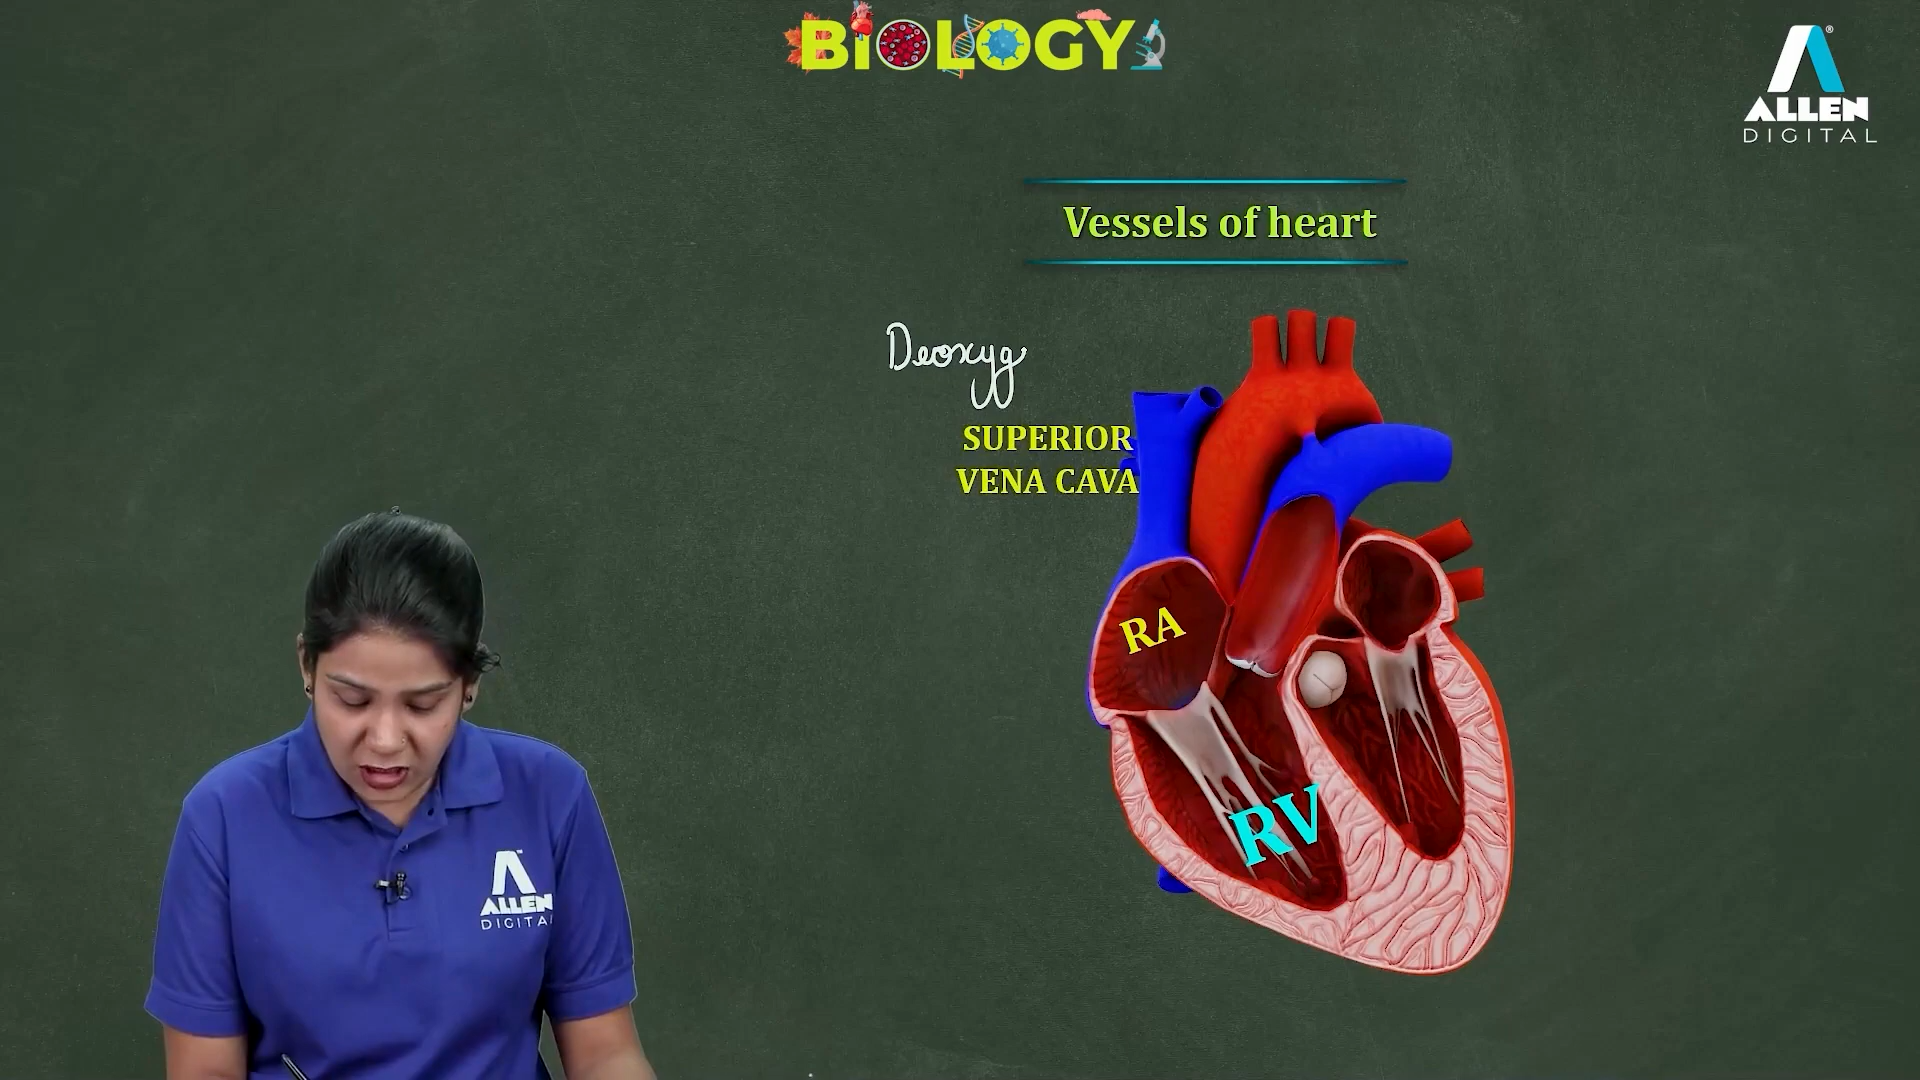 BIOLOGY
ALLEN
DIGITAL
Vessels of heart
Deoxyg
SUPERIOR
VENA CAVA
RA
RV
ALLEN
DIGITAL